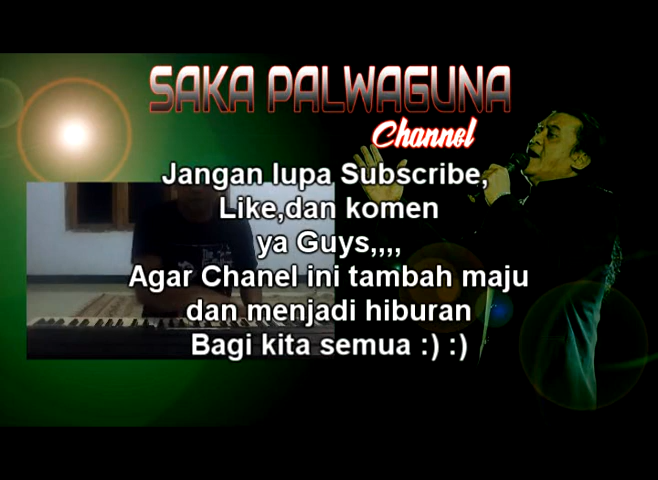 SAKA PALWAGUNA
Channel
Jangan lupa Subscribe,
Like,dan komen
ya Guys,,,,
Agar Chanel ini tambah maju
dan menjadi hiburan
Bagi kita semua :) :)